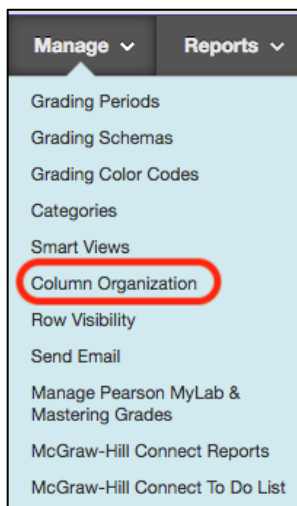 Manage Reports
Grading Periods
Grading Schemas
Grading Color Codes
Categories
Smart Views
Column Organization
Row Visibility
Send Email
Manage Pearson MyLab &
Mastering Grades
McGraw-Hill Connect Reports
McGraw-Hill Connect To Do List